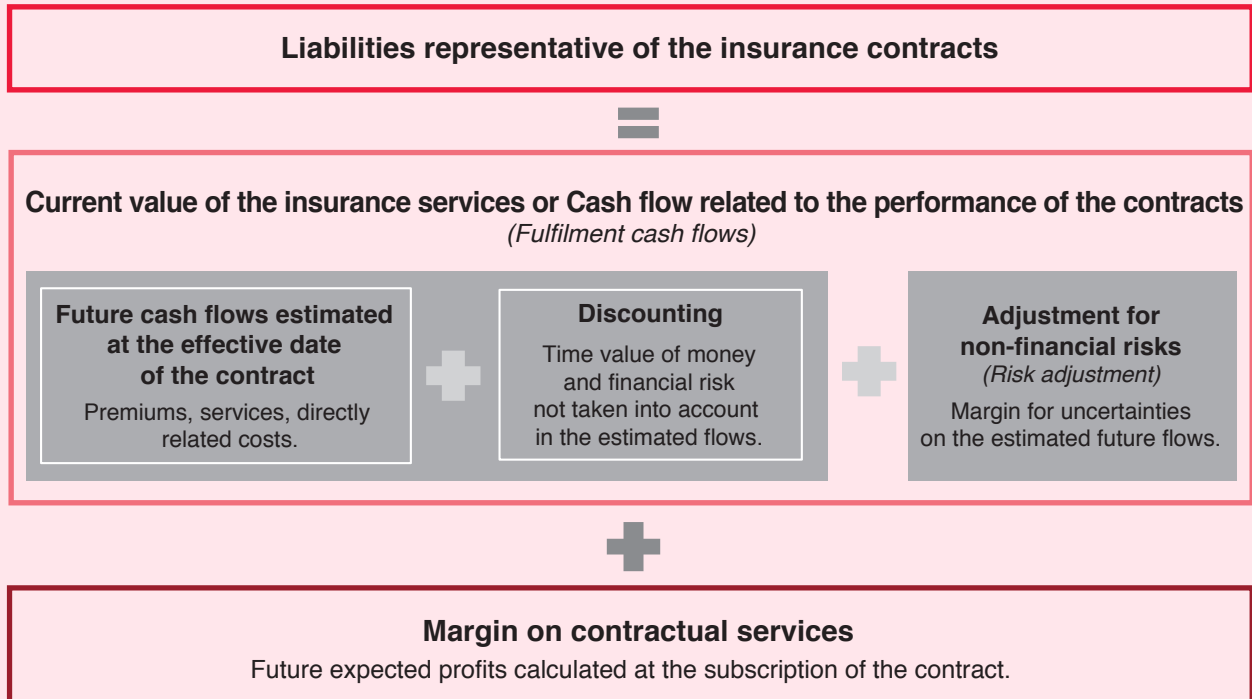 Liabilities representative of the insurance contracts
=
Current value of the insurance services or Cash flow related to the performance of the contracts
(Fulfilment cash flows)
Future cash flows estimated
at the effective date
of the contract
Premiums, services, directly
related costs.
+
Discounting
Time value of money
and financial risk
not taken into account
in the estimated flows.
+
Adjustment for
non-financial risks
(Risk adjustment)
Margin for uncertainties
on the estimated future flows.
+
Margin on contractual services
Future expected profits calculated at the subscription of the contract.